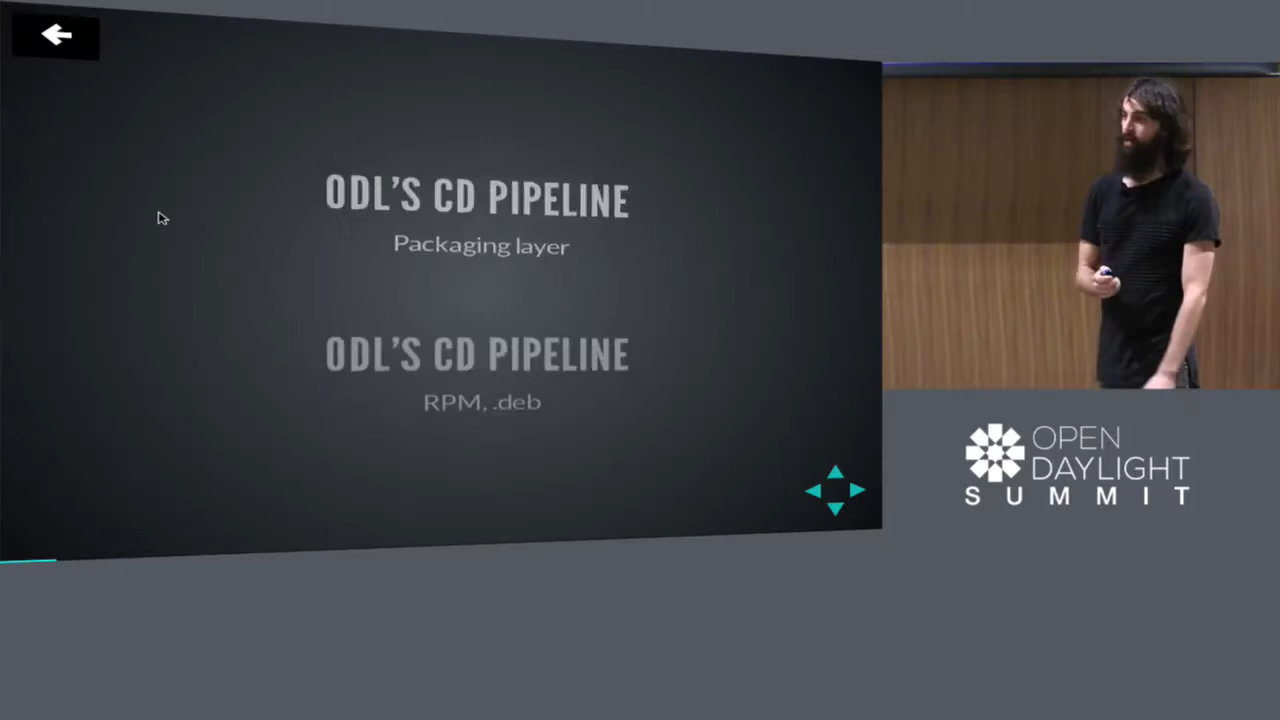 ODL'S CD PIPELINE
Packaging layer
ODL'S CD PIPELINE
RPM, .deb
OPEN
DAYLIGHT
SUMMIT